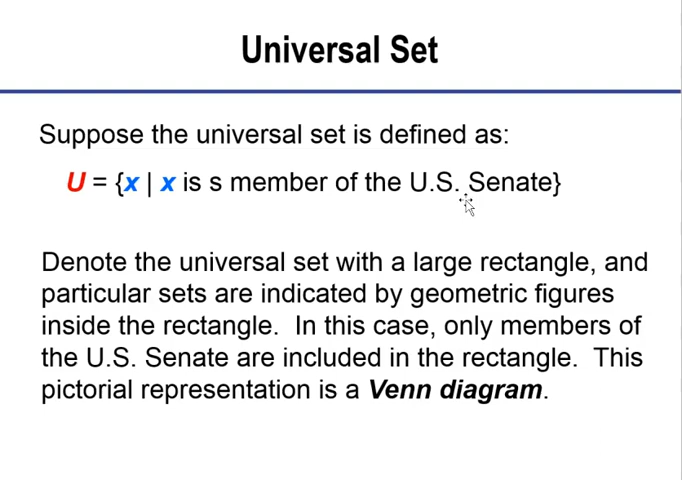 Universal Set
Suppose the universal set is defined as:
U = {x | x is s member of the U.S. Senate}
Denote the universal set with a large rectangle, and
particular sets are indicated by geometric figures
inside the rectangle.  In this case, only members of
the U.S. Senate are included in the rectangle.  This
pictorial representation is a Venn diagram.